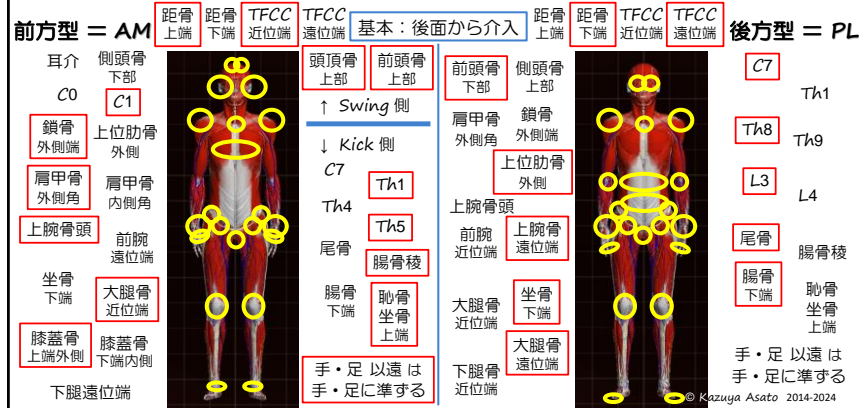 前方型 = AM
距骨
上端
距骨
下端
TFCC
近位端
TFCC
遠位端
基本：後面から介入
距骨
上端
距骨
下端
TFCC
近位端
TFCC
遠位端
後方型 = PL
耳介
側頭骨
下部
C0
C1
鎖骨
外側端
上位肋骨
外側
肩甲骨
外側角
肩甲骨
内側角
上腕骨頭
前腕
遠位端
坐骨
下端
大腿骨
近位端
膝蓋骨
上端外側
膝蓋骨
下端内側
下腿遠位端
頭頂骨
上部
前頭骨
上部
↑ Swing 側
↓ Kick 側
C7
Th1
Th4
Th5
尾骨
腸骨稜
腸骨
下端
恥骨
坐骨
上端
手・足 以遠 は
手・足に準ずる
前頭骨
下部
側頭骨
上部
肩甲骨
外側角
鎖骨
外側端
上位肋骨
外側
上腕骨頭
前腕
近位端
上腕骨
遠位端
大腿骨
近位端
坐骨
下端
大腿骨
遠位端
下腿骨
近位端
C7
Th1
Th8
Th9
L3
L4
尾骨
腸骨稜
腸骨
下端
恥骨
坐骨
上端
手・足 以遠 は
手・足に準ずる
© Kazuya Asato 2014-2024